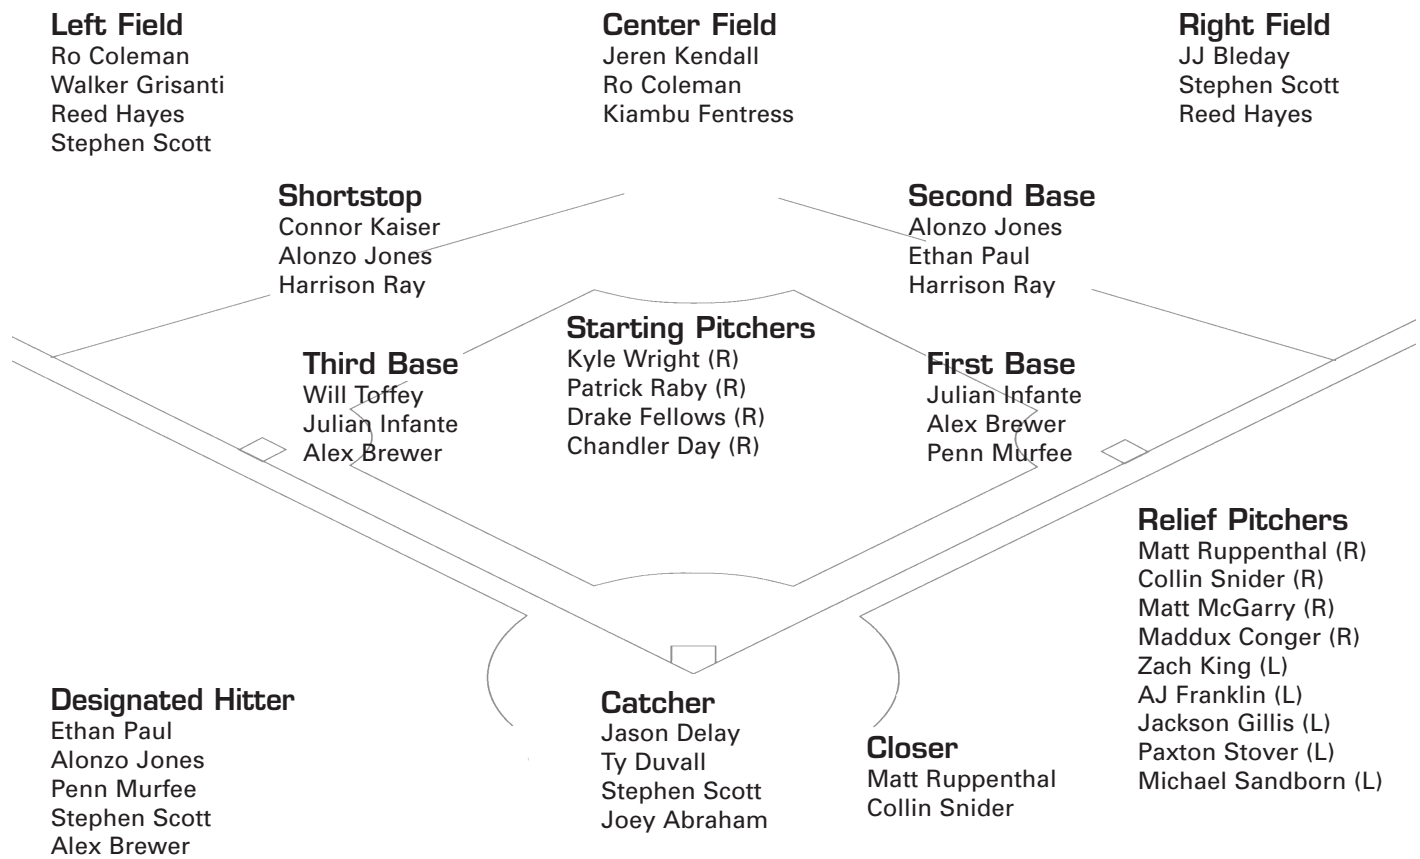 Left Field
Ro Coleman
Walker Grisanti
Reed Hayes
Stephen Scott
Center Field
Jeren Kendall
Ro Coleman
Kiambu Fentress
Right Field
JJ Bleday
Stephen Scott
Reed Hayes
Shortstop
Connor Kaiser
Alonzo Jones
Harrison Ray
Second Base
Alonzo Jones
Ethan Paul
Harrison Ray
Third Base
Will Toffey
Julian Infante
Alex Brewer
Starting Pitchers
Kyle Wright (R)
Patrick Raby (R)
Drake Fellows (R)
Chandler Day (R)
First Base
Julian Infante
Alex Brewer
Penn Murfee
Relief Pitchers
Matt Ruppenthal (R)
Collin Snider (R)
Matt McGarry (R)
Maddux Conger (R)
Zach King (L)
AJ Franklin (L)
Jackson Gillis (L)
Paxton Stover (L)
Michael Sandborn (L)
Designated Hitter
Ethan Paul
Alonzo Jones
Penn Murfee
Stephen Scott
Alex Brewer
Catcher
Jason Delay
Ty Duvall
Stephen Scott
Joey Abraham
Closer
Matt Ruppenthal
Collin Snider